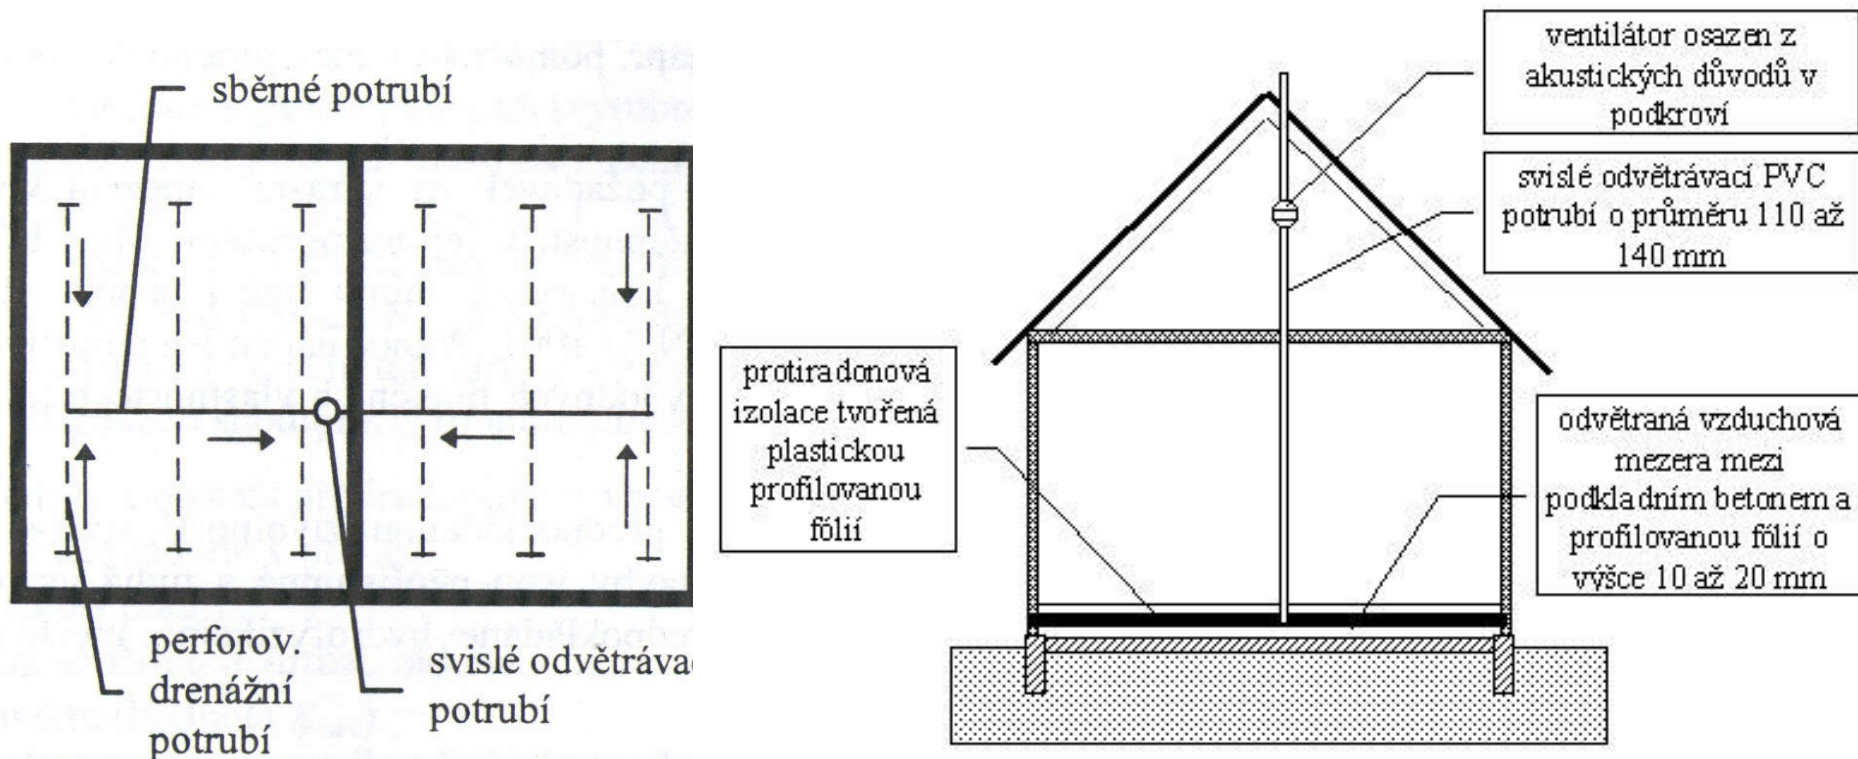 sběrné potrubí
perforov.
drenážní
potrubí
svislé odvětrávac
potrubí
ventilátor osazen z
akustických důvodů v
podkroví
svislé odvětrávací PVC
potrubí o průměru 110 až
140 mm
protiradonová
izolace tvořená
plastickou
profilovanou
fólií
odvětraná vzduchová
mezera mezi
podkladním betonem a
profilovanou fólií o
výšce 10 až 20 mm